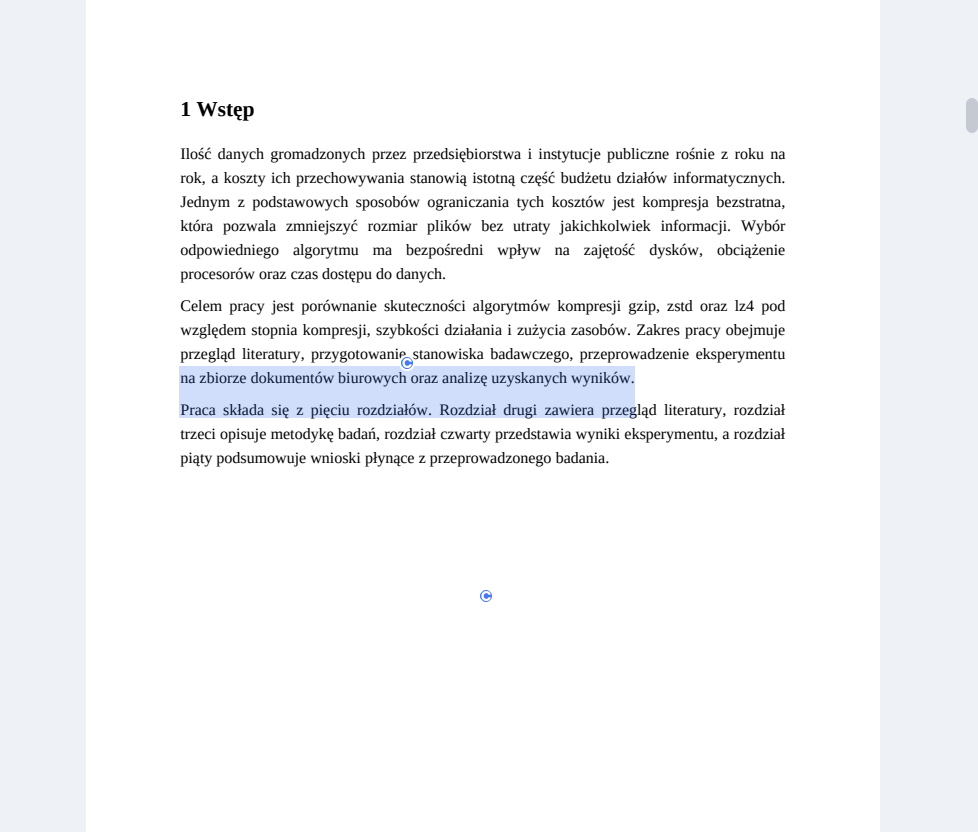 1 Wstęp
Ilość danych gromadzonych przez przedsiębiorstwa i instytucje publiczne rośnie z roku na
rok, a koszty ich przechowywania stanowią istotną część budżetu działów informatycznych.
Jednym z podstawowych sposobów ograniczania tych kosztów jest kompresja bezstratna,
która pozwala zmniejszyć rozmiar plików bez utraty jakichkolwiek informacji. Wybór
odpowiedniego algorytmu ma bezpośredni wpływ na zajętość dysków, obciążenie
procesorów oraz czas dostępu do danych.
Celem pracy jest porównanie skuteczności algorytmów kompresji gzip, zstd oraz lz4 pod
względem stopnia kompresji, szybkości działania i zużycia zasobów. Zakres pracy obejmuje
przegląd literatury, przygotowanie stanowiska badawczego, przeprowadzenie eksperymentu
na zbiorze dokumentów biurowych oraz analizę uzyskanych wyników.
Praca składa się z pięciu rozdziałów. Rozdział drugi zawiera przegląd literatury, rozdział
trzeci opisuje metodykę badań, rozdział czwarty przedstawia wyniki eksperymentu, a rozdział
piąty podsumowuje wnioski płynące z przeprowadzonego badania.